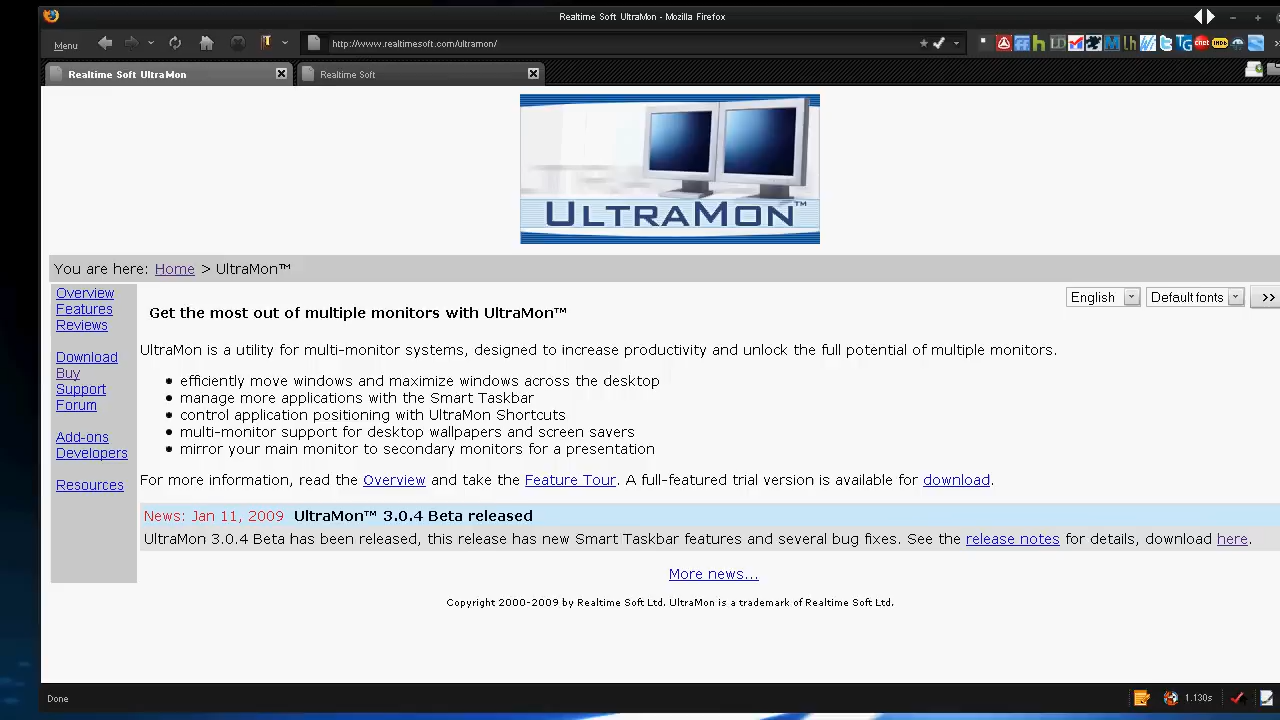 Realtime Soft UltraMon - Mozilla Firefox
Menu
http://www.realtimesoft.com/ultramon/
Realtime Soft UltraMon
Realtime Soft
ULTRAMON™
You are here: Home > UltraMon™
Overview
Features
Reviews
Download
Buy
Support
Forum
Add-ons
Developers
Resources
English
Default fonts
>>
Get the most out of multiple monitors with UltraMon™
UltraMon is a utility for multi-monitor systems, designed to increase productivity and unlock the full potential of multiple monitors.
efficiently move windows and maximize windows across the desktop
manage more applications with the Smart Taskbar
control application positioning with UltraMon Shortcuts
multi-monitor support for desktop wallpapers and screen savers
mirror your main monitor to secondary monitors for a presentation
For more information, read the Overview and take the Feature Tour. A full-featured trial version is available for download.
News: Jan 11, 2009 UltraMon™ 3.0.4 Beta released
UltraMon 3.0.4 Beta has been released, this release has new Smart Taskbar features and several bug fixes. See the release notes for details, download here.
More news...
Copyright 2000-2009 by Realtime Soft Ltd. UltraMon is a trademark of Realtime Soft Ltd.
Done
1.130s